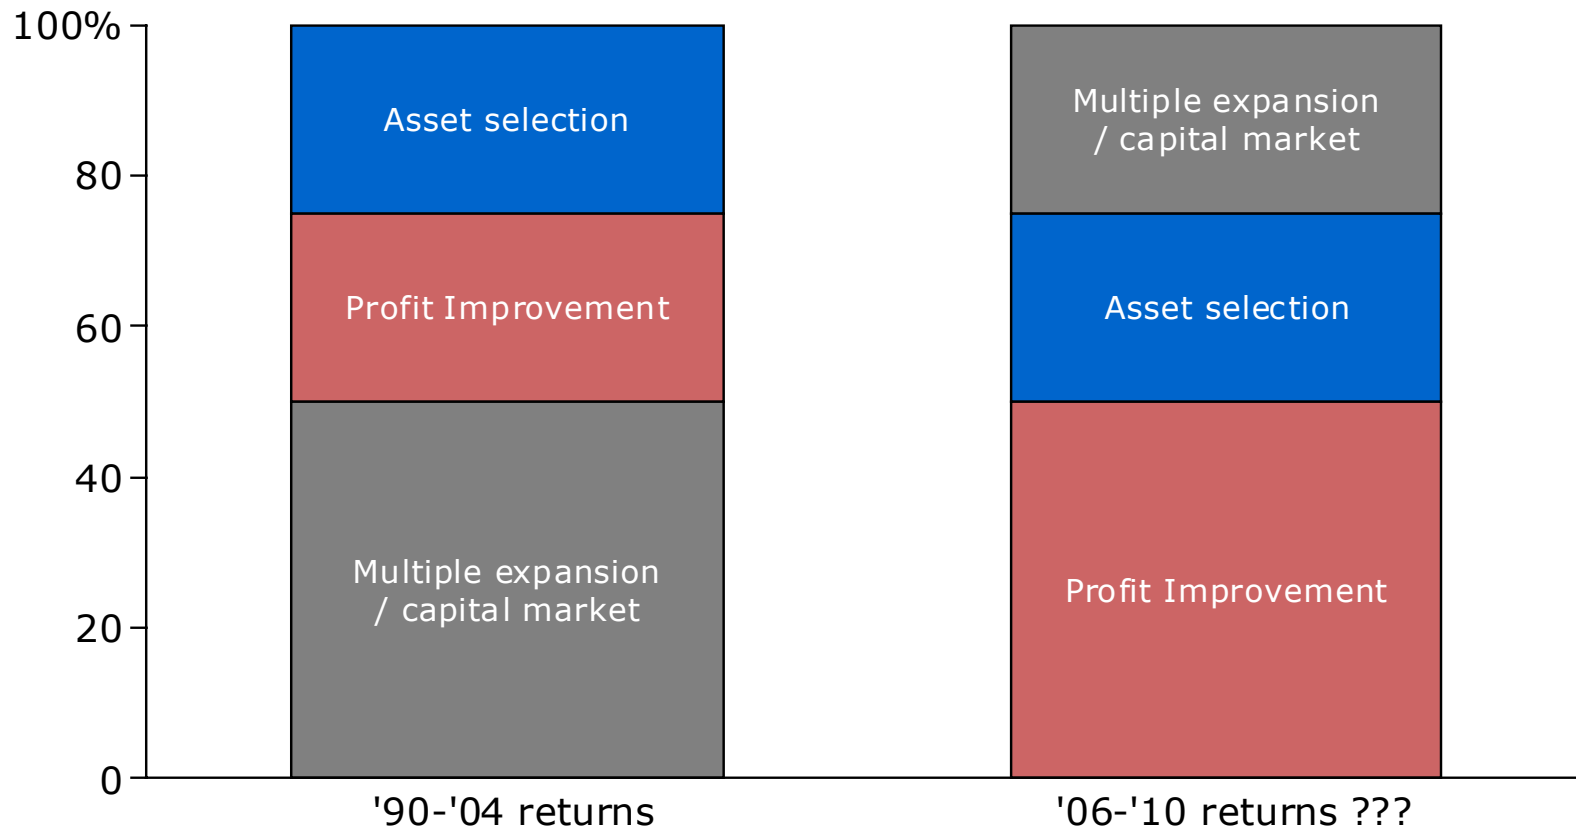 100%
80
60
40
20
0
Asset selection
Profit Improvement
Multiple expansion
/ capital market
Multiple expansion
/ capital market
Asset selection
Profit Improvement
'90-'04 returns
'06-'10 returns ???